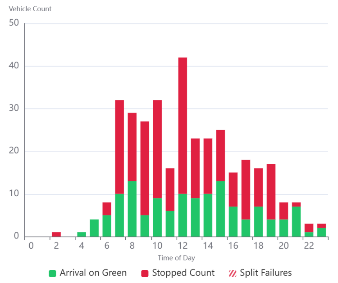 Vehicle Count
50
40
30
20
10
0
0 2 4 6 8 10 12 14 16 18 20 22
Time of Day
Arrival on Green Stopped Count Split Failures